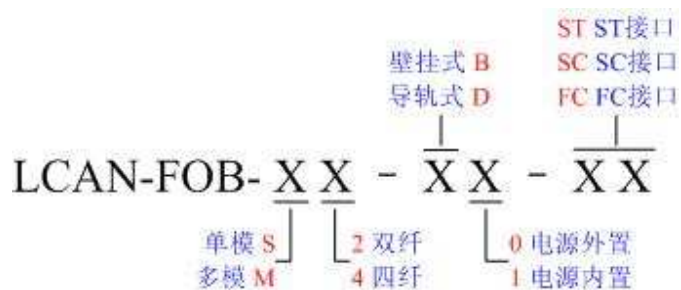 ST ST接口
壁挂式 B SC SC接口
导轨式 D FC FC接口
LCAN-FOB- X X - X X - X X
单模 S 2 双纤 0 电源外置
多模 M 4 四纤 1 电源内置